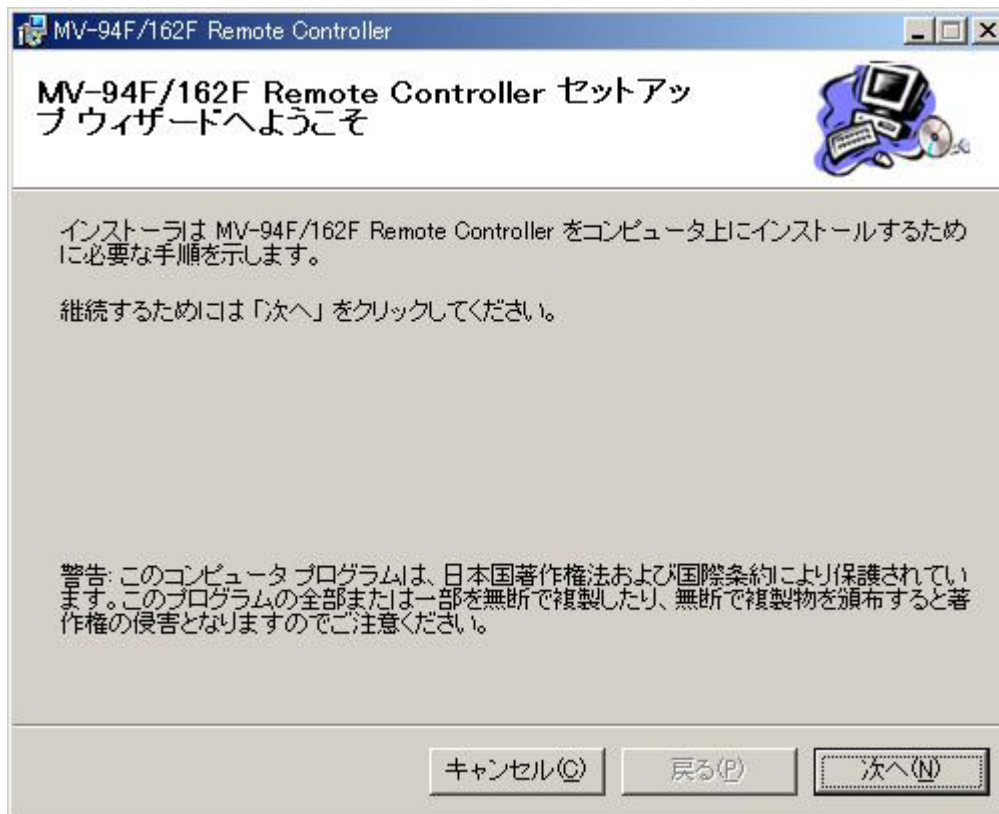 MV-94F/162F Remote Controller
MV-94F/162F Remote Controller セットアッ
プ ウィザードへようこそ
インストーラは MV-94F/162F Remote Controller をコンピュータ上にインストールするため
に必要な手順を示します。
継続するためには「次へ」をクリックしてください。
警告: このコンピュータ プログラムは、日本国著作権法および国際条約により保護されてい
ます。このプログラムの全部または一部を無断で複製したり、無断で複製物を頒布すると著
作権の侵害となりますのでご注意ください。
キャンセル(C) 戻る(P) 次へ(N)